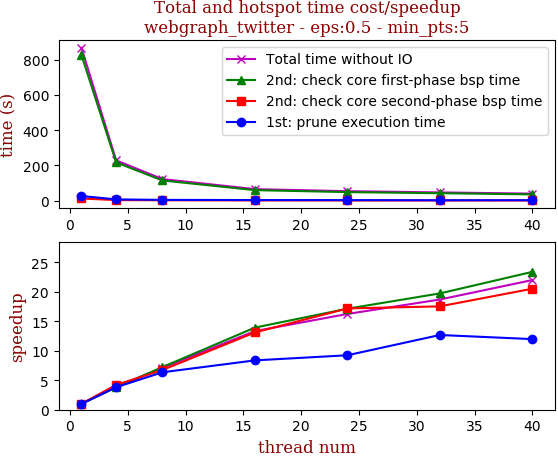 Total and hotspot time cost/speedup
webgraph_twitter - eps:0.5 - min_pts:5
time (s)
800
600
400
200
0
Total time without IO
2nd: check core first-phase bsp time
2nd: check core second-phase bsp time
1st: prune execution time
0 5 10 15 20 25 30 35 40
speedup
25
20
15
10
5
0
0 5 10 15 20 25 30 35 40
thread num